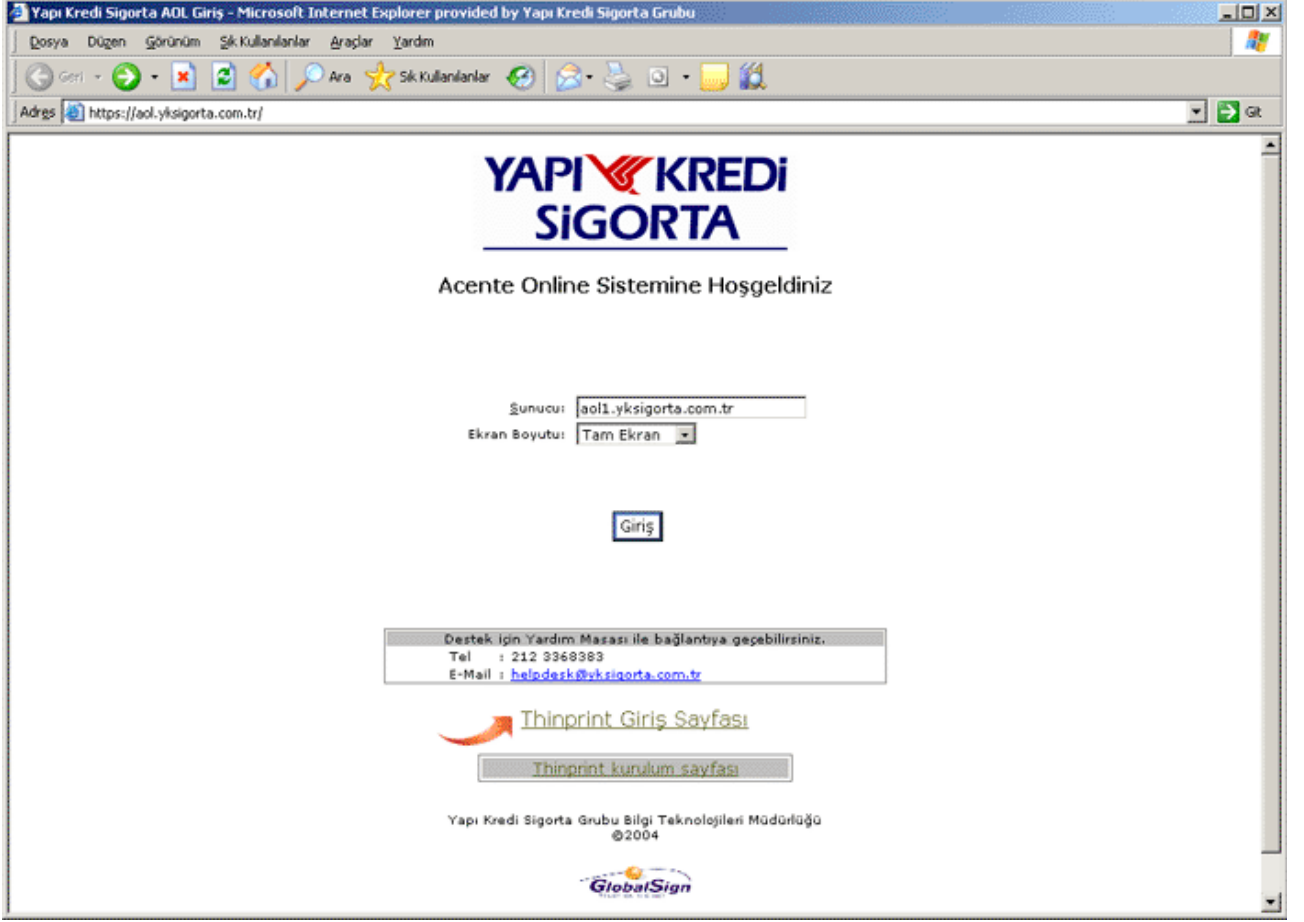 Yapı Kredi Sigorta AOL Giriş - Microsoft Internet Explorer provided by Yapı Kredi Sigorta Grubu
Dosya Düzen Görünüm Sık Kullanılanlar Araçlar Yardım
Geri Ara Sık Kullanılanlar
Adres https://aol.yksigorta.com.tr/ Git
YAPI KREDİ
SİGORTA
Acente Online Sistemine Hoşgeldiniz
Sunucu: aol1.yksigorta.com.tr
Ekran Boyutu: Tam Ekran
Giriş
Destek için Yardım Masası ile bağlantıya geçebilirsiniz.
Tel : 212 3368383
E-Mail : helpdesk@yksigorta.com.tr
Thinprint Giriş Sayfası
Thinprint kurulum sayfası
Yapı Kredi Sigorta Grubu Bilgi Teknolojileri Müdürlüğü
©2004
GlobalSign